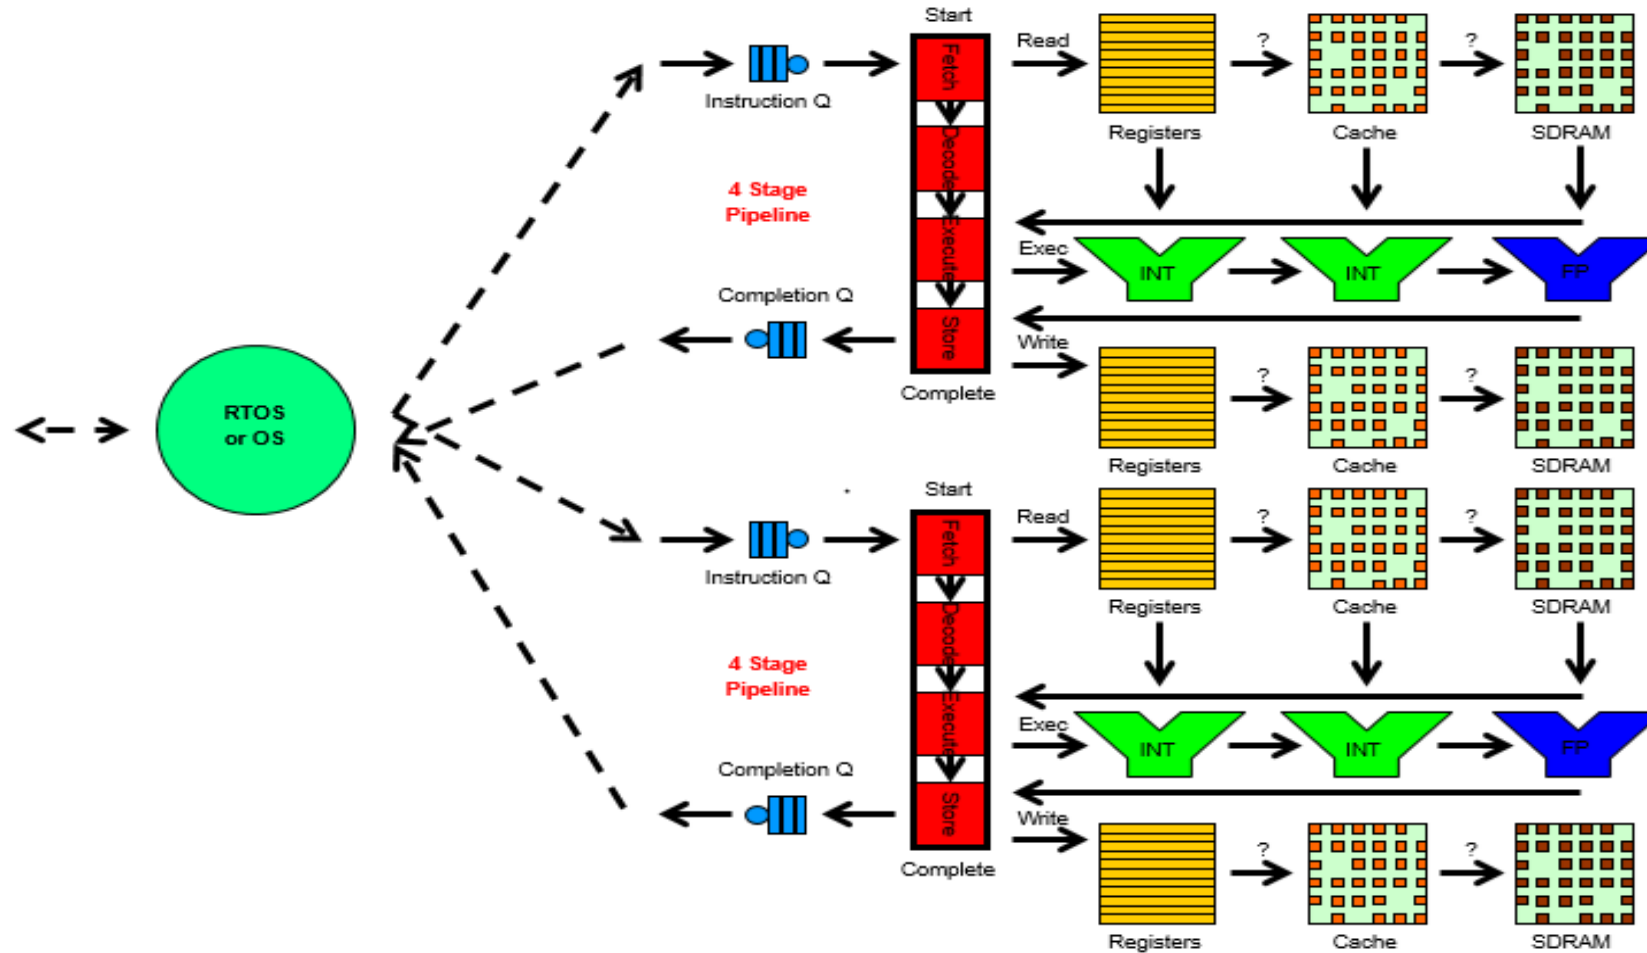 Start
Read
?
?
Fetch
Instruction Q
Registers
Cache
SDRAM
Decode
4 Stage
Pipeline
Execute
Exec
INT
INT
FP
Completion Q
Store
Write
?
?
Complete
Registers
Cache
SDRAM
RTOS
or OS
Start
Read
?
?
Fetch
Instruction Q
Registers
Cache
SDRAM
Decode
4 Stage
Pipeline
Execute
Exec
INT
INT
FP
Completion Q
Store
Write
?
?
Complete
Registers
Cache
SDRAM